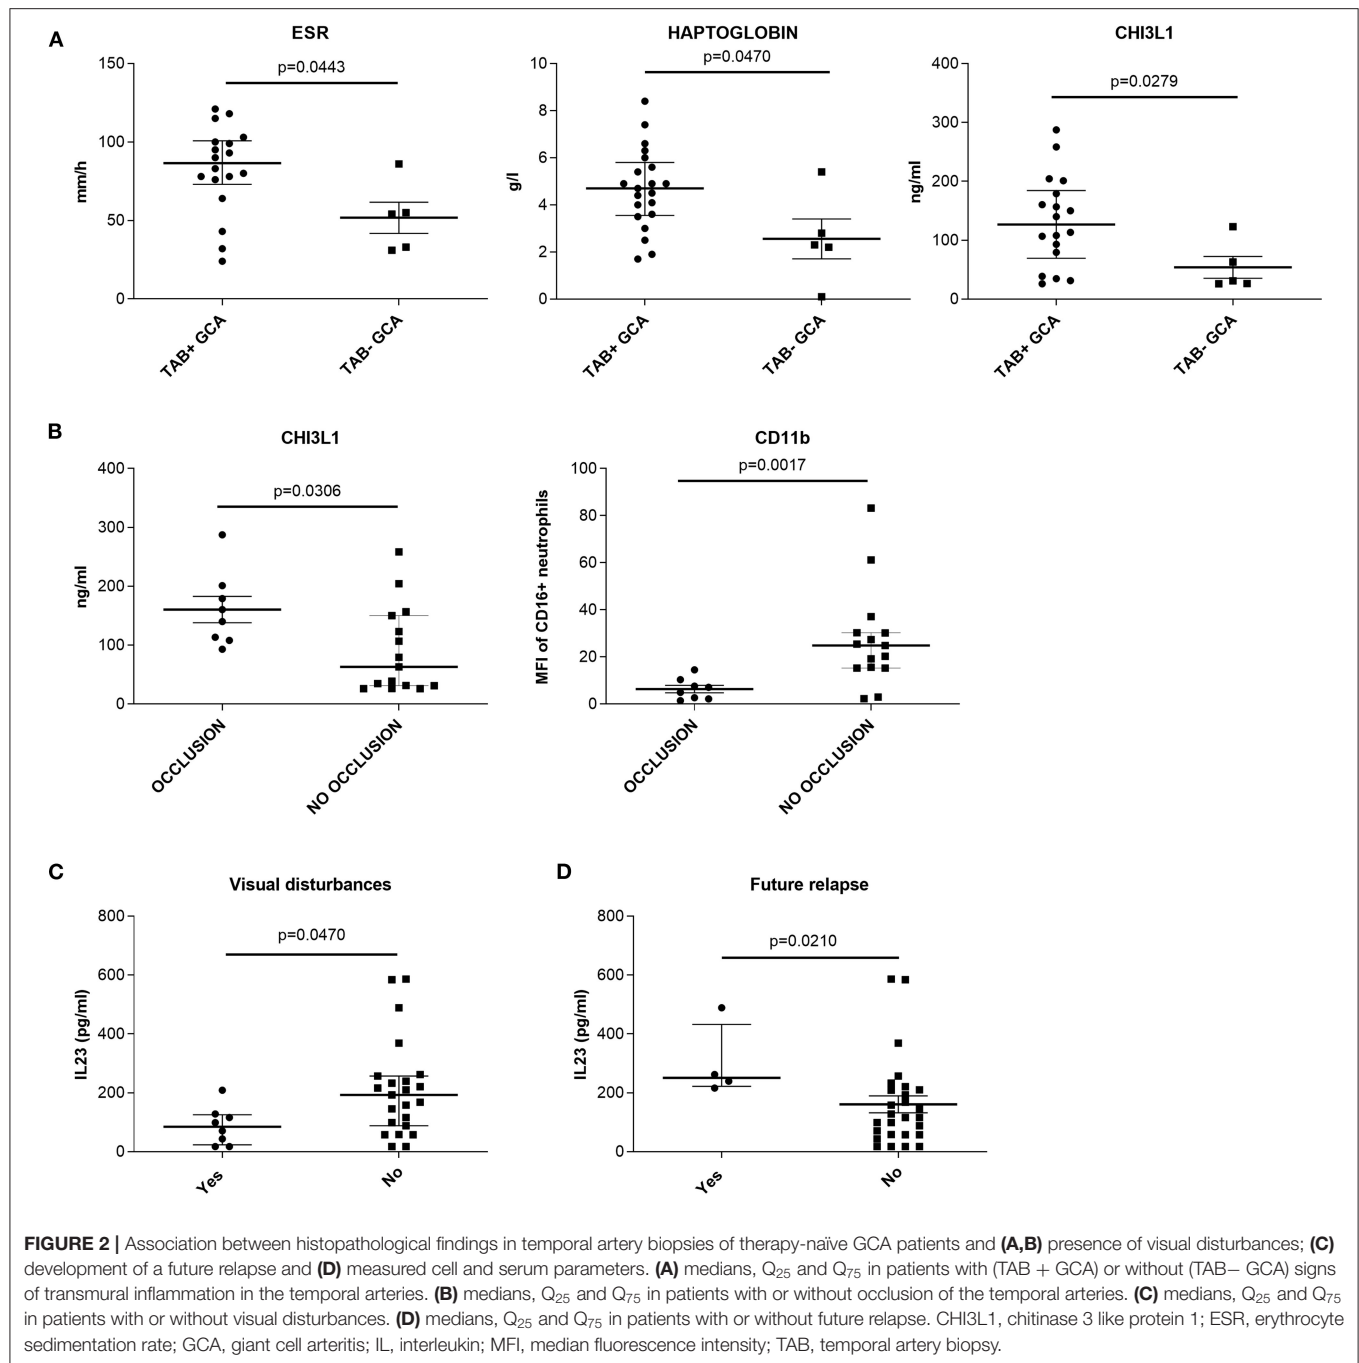 A
ESR
HAPTOGLOBIN
CHI3L1
150
100
50
0
mm/h
p=0.0443
TAB+ GCA
TAB- GCA
10
8
6
4
2
0
g/l
p=0.0470
TAB+ GCA
TAB- GCA
400
300
200
100
0
ng/ml
p=0.0279
TAB+ GCA
TAB- GCA
B
CHI3L1
CD11b
400
300
200
100
0
ng/ml
p=0.0306
OCCLUSION
NO OCCLUSION
100
80
60
40
20
0
MFI of CD16+ neutrophils
p=0.0017
OCCLUSION
NO OCCLUSION
C
Visual disturbances
800
600
400
200
0
IL23 (pg/ml)
p=0.0470
Yes
No
D
Future relapse
800
600
400
200
0
IL23 (pg/ml)
p=0.0210
Yes
No
FIGURE 2 | Association between histopathological findings in temporal artery biopsies of therapy-naïve GCA patients and (A,B) presence of visual disturbances; (C)
development of a future relapse and (D) measured cell and serum parameters. (A) medians, Q25 and Q75 in patients with (TAB + GCA) or without (TAB− GCA) signs
of transmural inflammation in the temporal arteries. (B) medians, Q25 and Q75 in patients with or without occlusion of the temporal arteries. (C) medians, Q25 and Q75
in patients with or without visual disturbances. (D) medians, Q25 and Q75 in patients with or without future relapse. CHI3L1, chitinase 3 like protein 1; ESR, erythrocyte
sedimentation rate; GCA, giant cell arteritis; IL, interleukin; MFI, median fluorescence intensity; TAB, temporal artery biopsy.